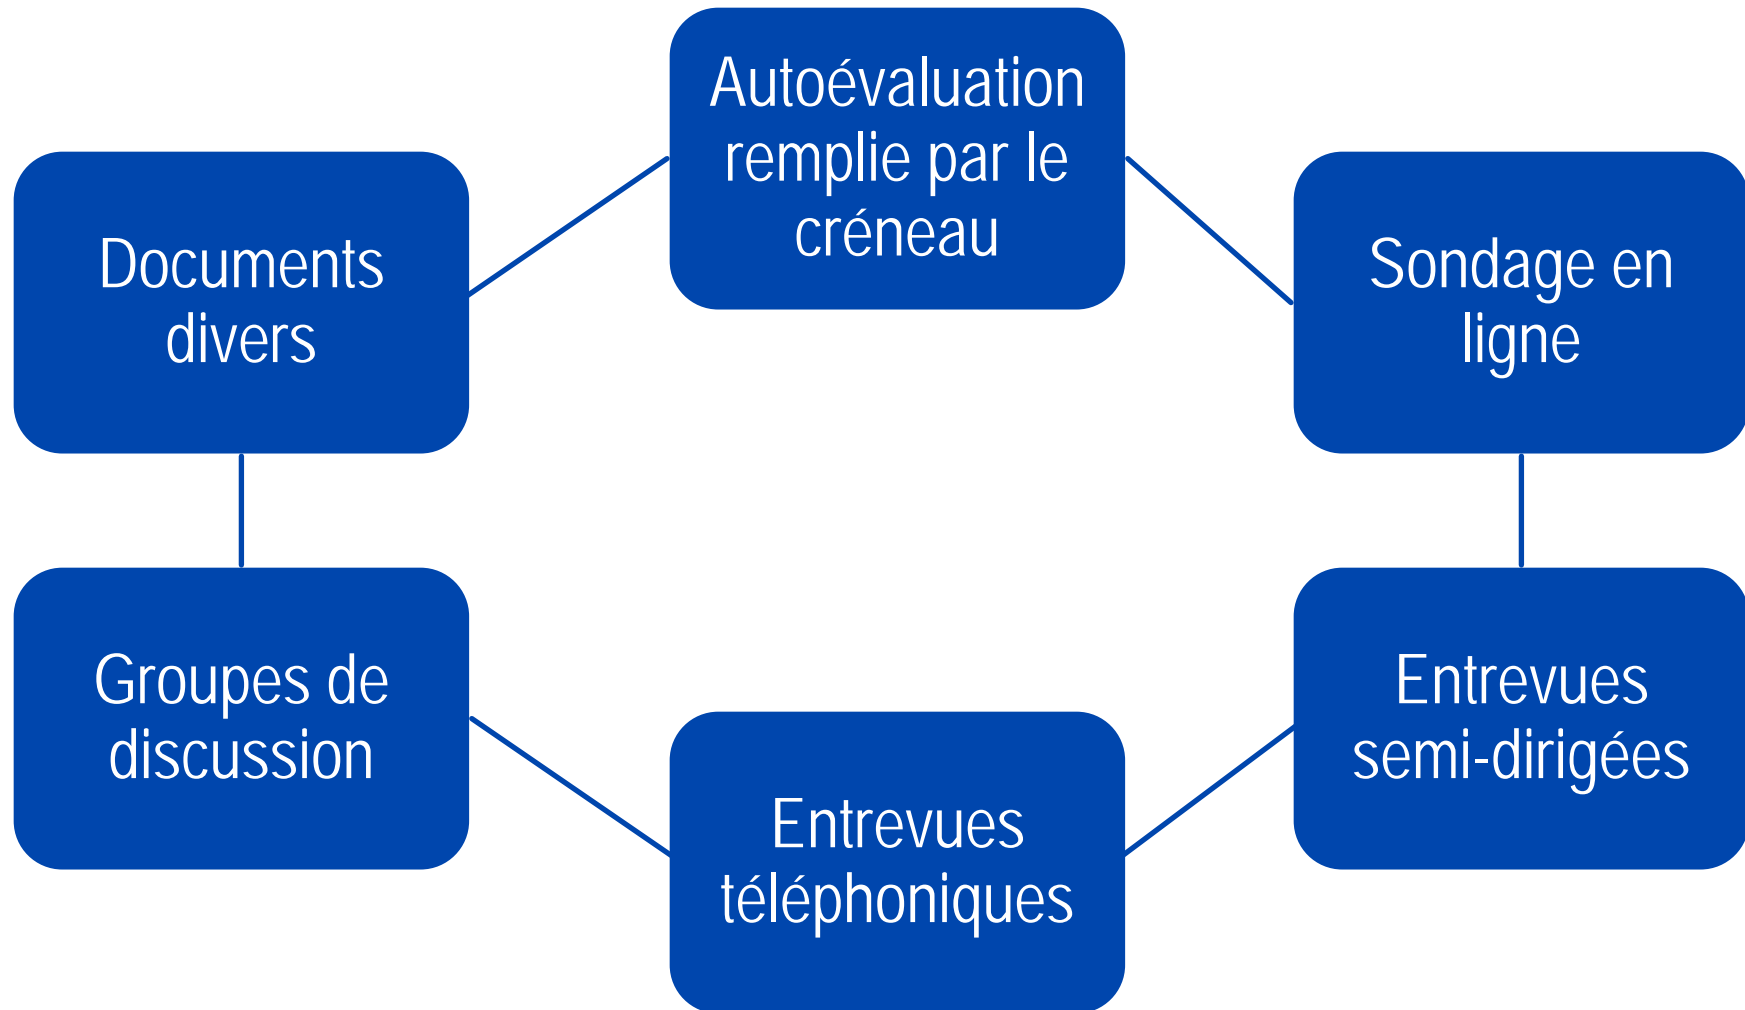 Autoévaluation
remplie par le
créneau
Documents
divers
Sondage en
ligne
Groupes de
discussion
Entrevues
semi-dirigées
Entrevues
téléphoniques